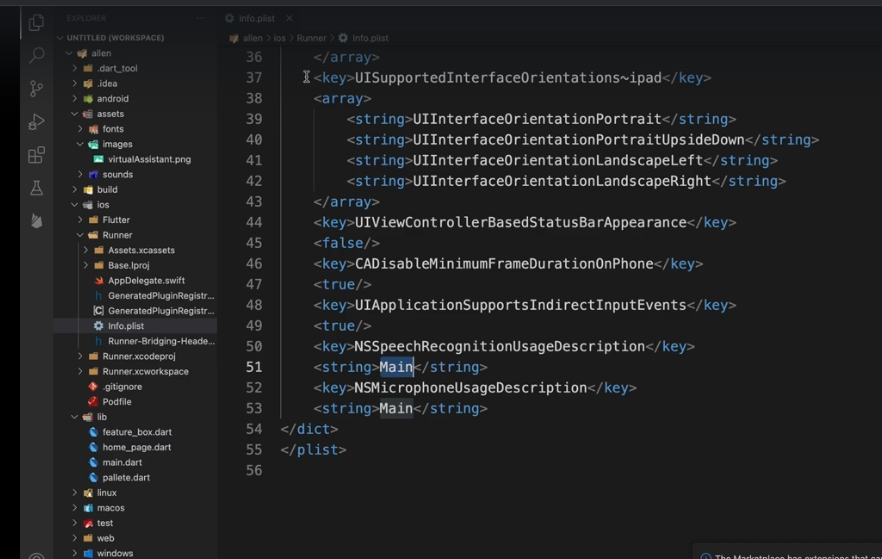 EXPLORER
UNTITLED (WORKSPACE)
allen
.dart_tool
.idea
android
assets
fonts
images
virtualAssistant.png
sounds
build
ios
Flutter
Runner
Assets.xcassets
Base.lproj
AppDelegate.swift
GeneratedPluginRegistr...
GeneratedPluginRegistr...
Info.plist
Runner-Bridging-Heade...
Runner.xcodeproj
Runner.xcworkspace
.gitignore
Podfile
lib
feature_box.dart
home_page.dart
main.dart
pallete.dart
linux
macos
test
web
windows
Info.plist
allen > ios > Runner > Info.plist
36 </array>
37 <key>UISupportedInterfaceOrientations~ipad</key>
38 <array>
39 <string>UIInterfaceOrientationPortrait</string>
40 <string>UIInterfaceOrientationPortraitUpsideDown</string>
41 <string>UIInterfaceOrientationLandscapeLeft</string>
42 <string>UIInterfaceOrientationLandscapeRight</string>
43 </array>
44 <key>UIViewControllerBasedStatusBarAppearance</key>
45 <false/>
46 <key>CADisableMinimumFrameDurationOnPhone</key>
47 <true/>
48 <key>UIApplicationSupportsIndirectInputEvents</key>
49 <true/>
50 <key>NSSpeechRecognitionUsageDescription</key>
51 <string>Main</string>
52 <key>NSMicrophoneUsageDescription</key>
53 <string>Main</string>
54 </dict>
55 </plist>
56
The Marketplace has extensions that